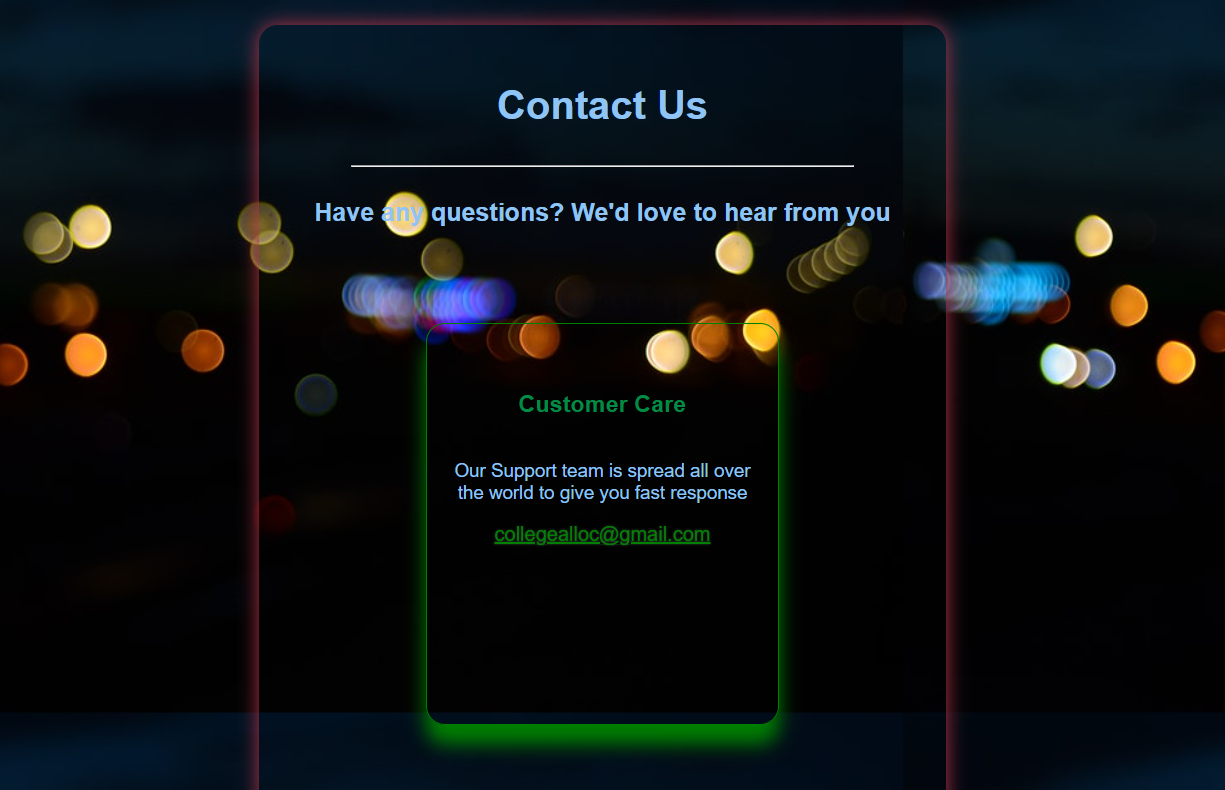 Contact Us
Have any questions? We'd love to hear from you
Customer Care
Our Support team is spread all over
the world to give you fast response
collegealloc@gmail.com